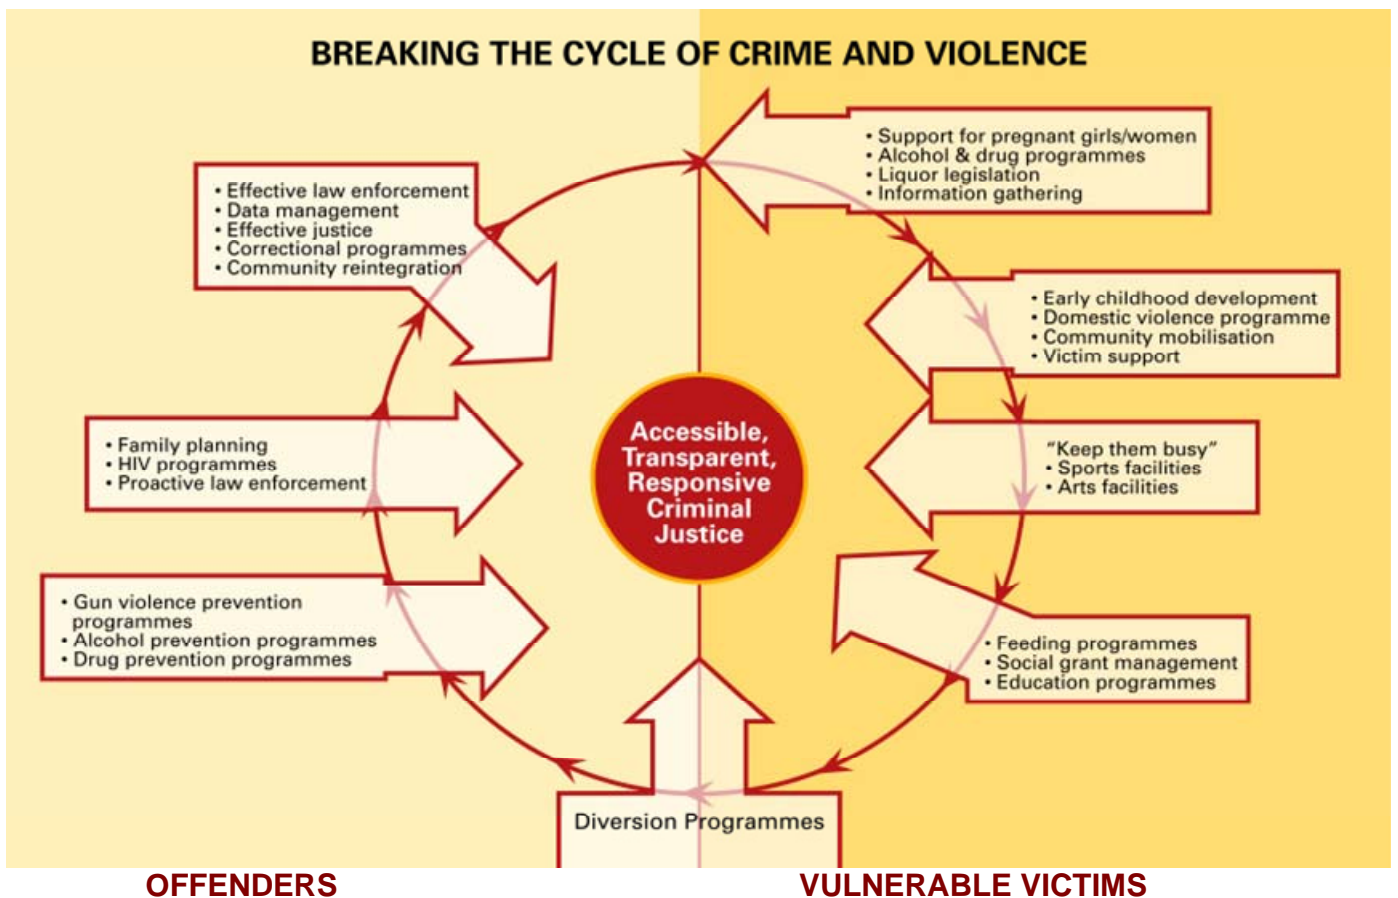 BREAKING THE CYCLE OF CRIME AND VIOLENCE
• Support for pregnant girls/women
• Alcohol & drug programmes
• Liquor legislation
• Information gathering
• Effective law enforcement
• Data management
• Effective justice
• Correctional programmes
• Community reintegration
• Early childhood development
• Domestic violence programme
• Community mobilisation
• Victim support
Accessible,
Transparent,
Responsive
Criminal
Justice
• Family planning
• HIV programmes
• Proactive law enforcement
“Keep them busy”
• Sports facilities
• Arts facilities
• Gun violence prevention
programmes
• Alcohol prevention programmes
• Drug prevention programmes
• Feeding programmes
• Social grant management
• Education programmes
Diversion Programmes
OFFENDERS
VULNERABLE VICTIMS